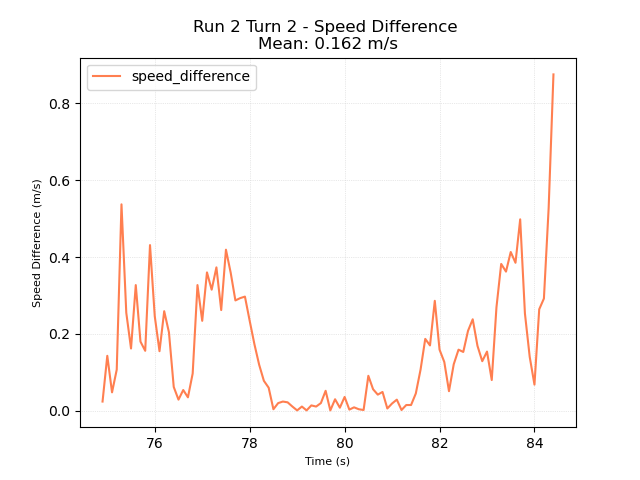 Run 2 Turn 2 - Speed Difference
Mean: 0.162 m/s
speed_difference
0.8
0.6
0.4
0.2
0.0
Speed Difference (m/s)
76 78 80 82 84
Time (s)